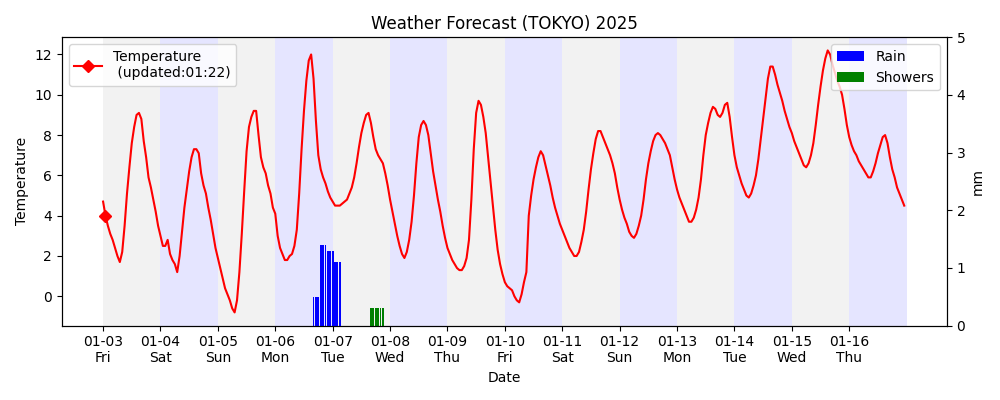 Weather Forecast (TOKYO) 2025
Temperature
(updated:01:22)
Rain
Showers
Temperature
12
10
8
6
4
2
0
5
4
3
2
1
0
mm
01-03 01-04 01-05 01-06 01-07 01-08 01-09 01-10 01-11 01-12 01-13 01-14 01-15 01-16
Fri Sat Sun Mon Tue Wed Thu Fri Sat Sun Mon Tue Wed Thu
Date